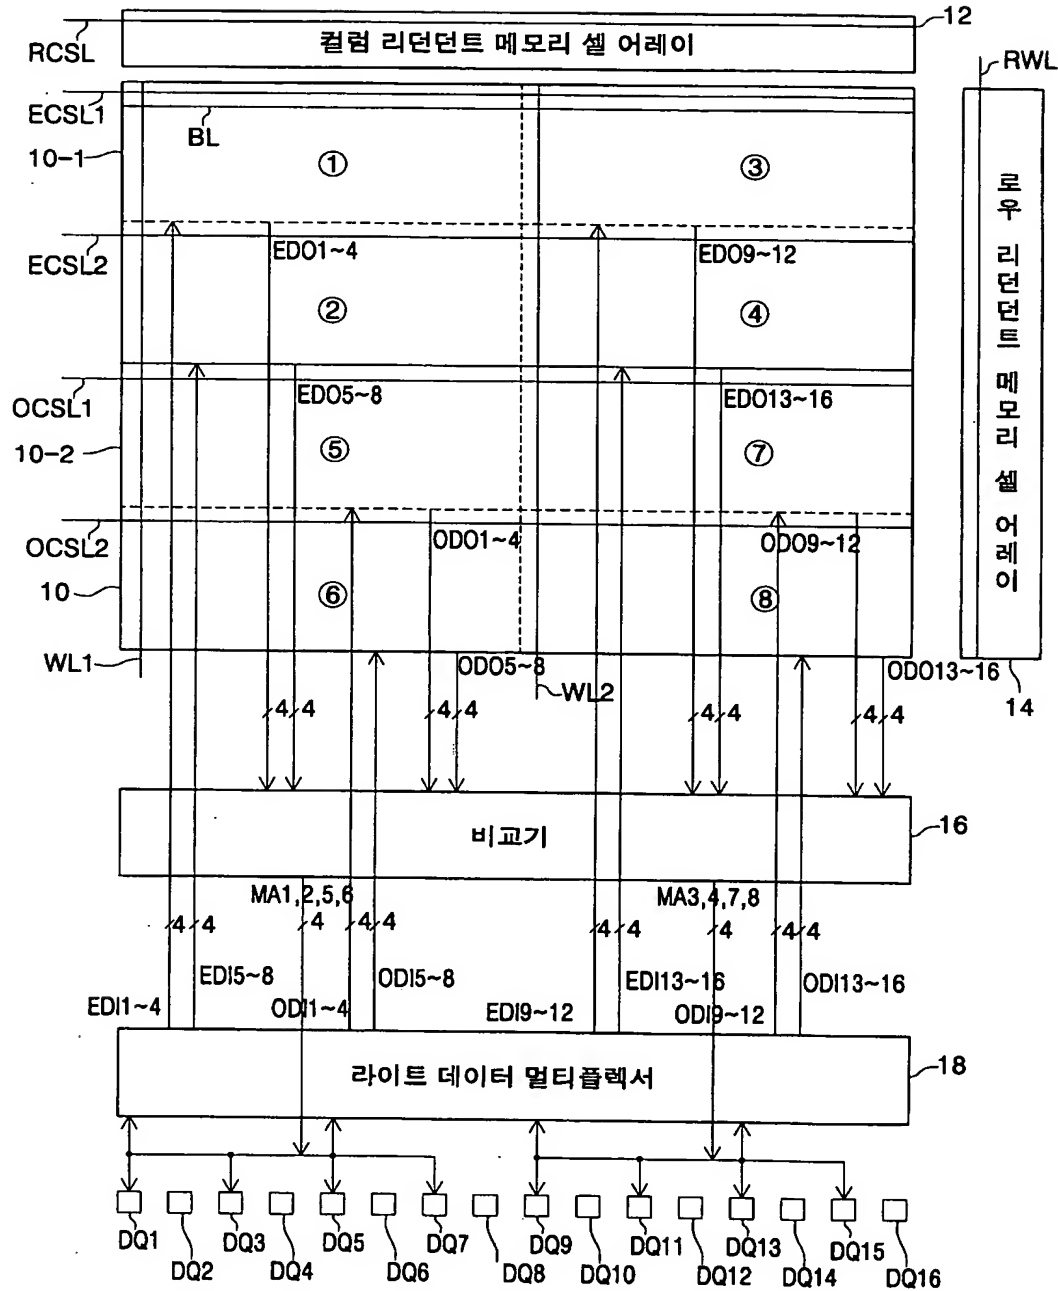 12
컬럼 리던던트 메모리 셀 어레이
RCSL
RWL
ECSL1
BL
10-1
①
③
로우 리던던트 메모리 셀 어레이
EDO1~4
EDO9~12
ECSL2
②
④
EDO5~8
EDO13~16
OCSL1
10-2
⑤
⑦
ODO1~4
ODO9~12
OCSL2
10
⑥
⑧
WL1
ODO5~8
WL2
ODO13~16
14
4 4 4 4 4 4 4 4
비교기
16
MA1,2,5,6
MA3,4,7,8
4 4 4 4 4 4 4 4 4 4
EDI5~8
ODI5~8
EDI13~16
ODI13~16
EDI1~4
ODI1~4
EDI9~12
ODI9~12
라이트 데이터 멀티플렉서
18
DQ1 DQ3 DQ5 DQ7 DQ9 DQ11 DQ13 DQ15
DQ2 DQ4 DQ6 DQ8 DQ10 DQ12 DQ14 DQ16